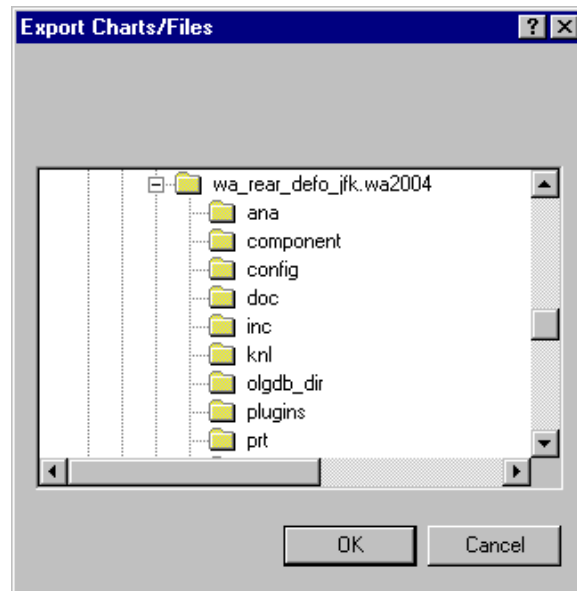 Export Charts/Files
wa_rear_defo_jfk.wa2004
ana
component
config
doc
inc
knl
olgdb_dir
plugins
prt
OK Cancel